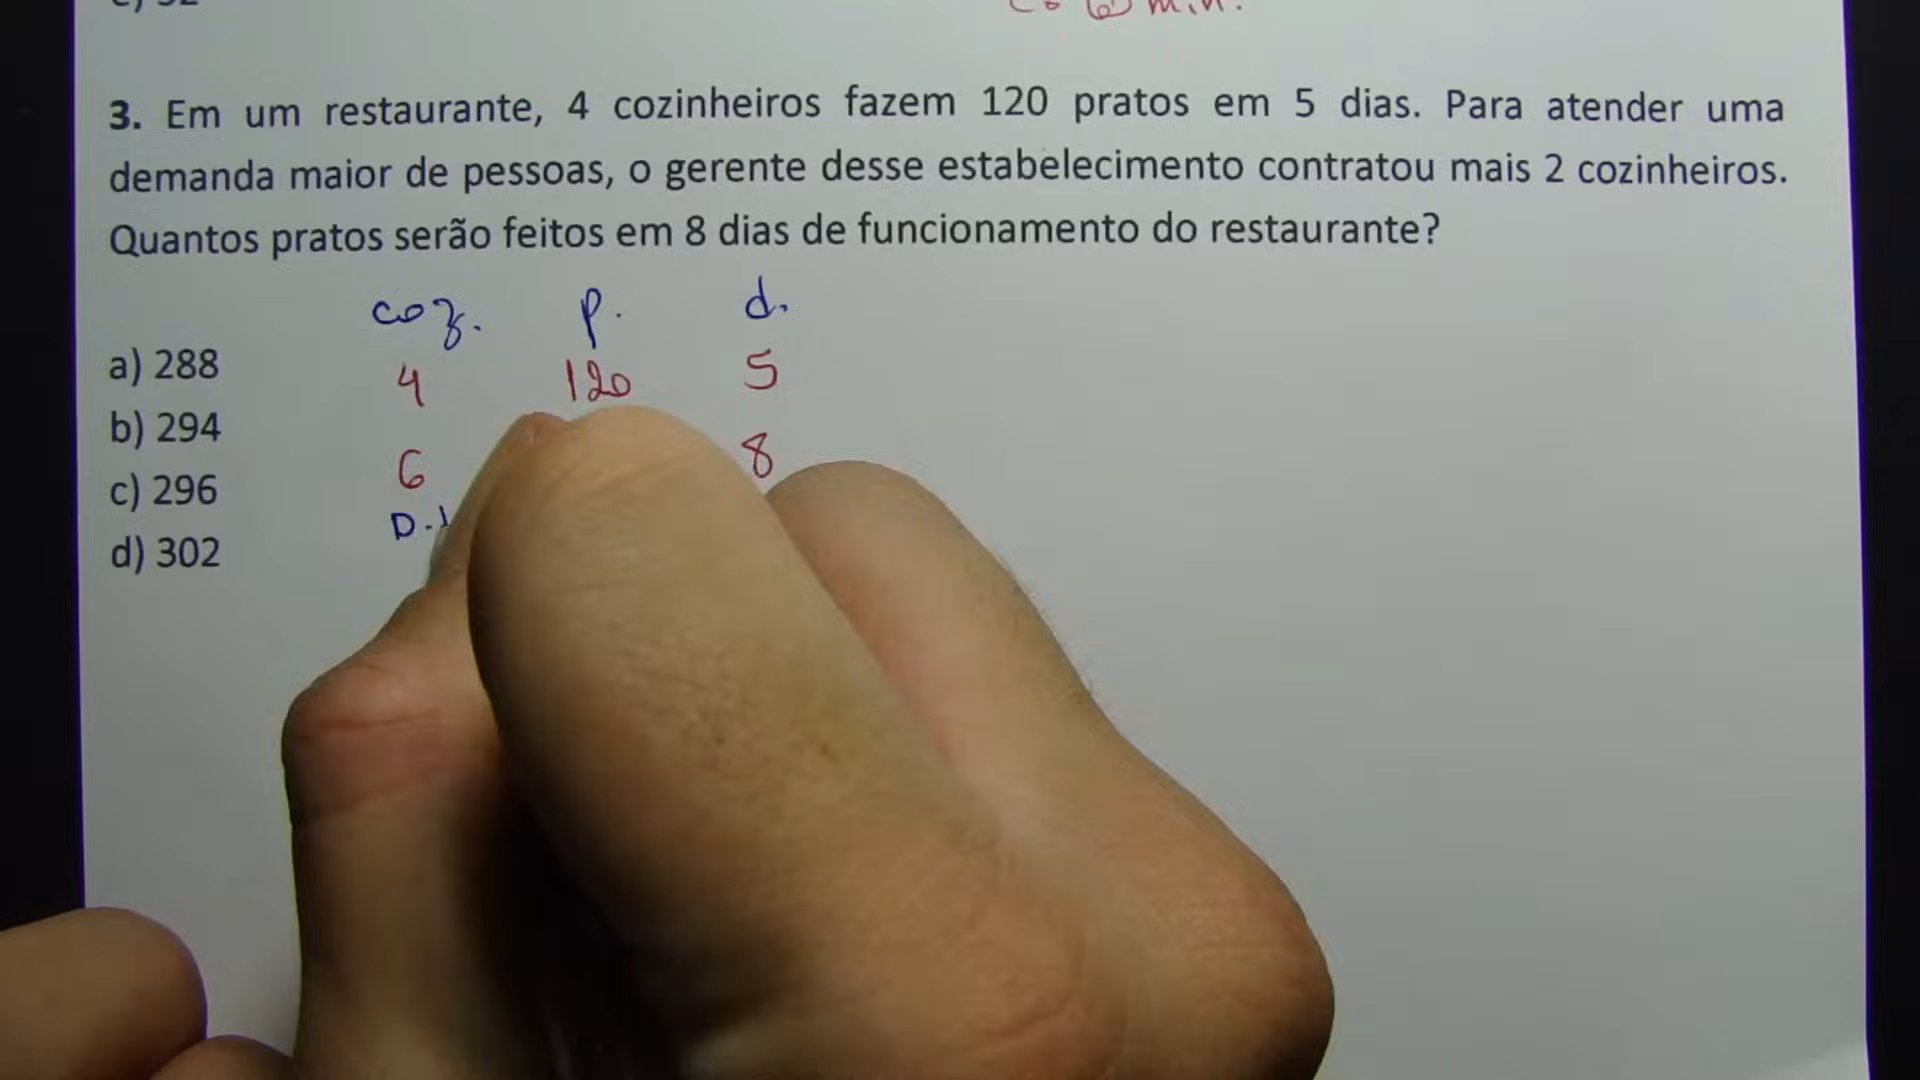 3. Em um restaurante, 4 cozinheiros fazem 120 pratos em 5 dias. Para atender uma
demanda maior de pessoas, o gerente desse estabelecimento contratou mais 2 cozinheiros.
Quantos pratos serão feitos em 8 dias de funcionamento do restaurante?
coz. p. d.
a) 288
4 120 5
b) 294
6 8
c) 296
d) 302